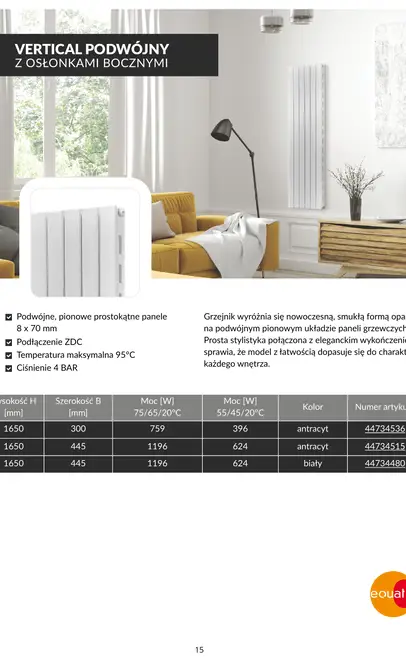 VERTICAL PODWÓJNY
Z OSŁONKAMI BOCZNYMI
Podwójne, pionowe prostokątne panele
8 x 70 mm
Podłączenie ZDC
Temperatura maksymalna 95°C
Ciśnienie 4 BAR
Grzejnik wyróżnia się nowoczesną, smukłą formą opa
na podwójnym pionowym układzie paneli grzewczych
Prosta stylistyka połączona z eleganckim wykończenie
sprawia, że model z łatwością dopasuje się do charakt
każdego wnętrza.
ysokość H Szerokość B Moc [W] Moc [W] Kolor Numer artyku
[mm] [mm] 75/65/20°C 55/45/20°C
1650 300 759 396 antracyt 44734536
1650 445 1196 624 antracyt 44734515
1650 445 1196 624 biały 44734480
equat
15